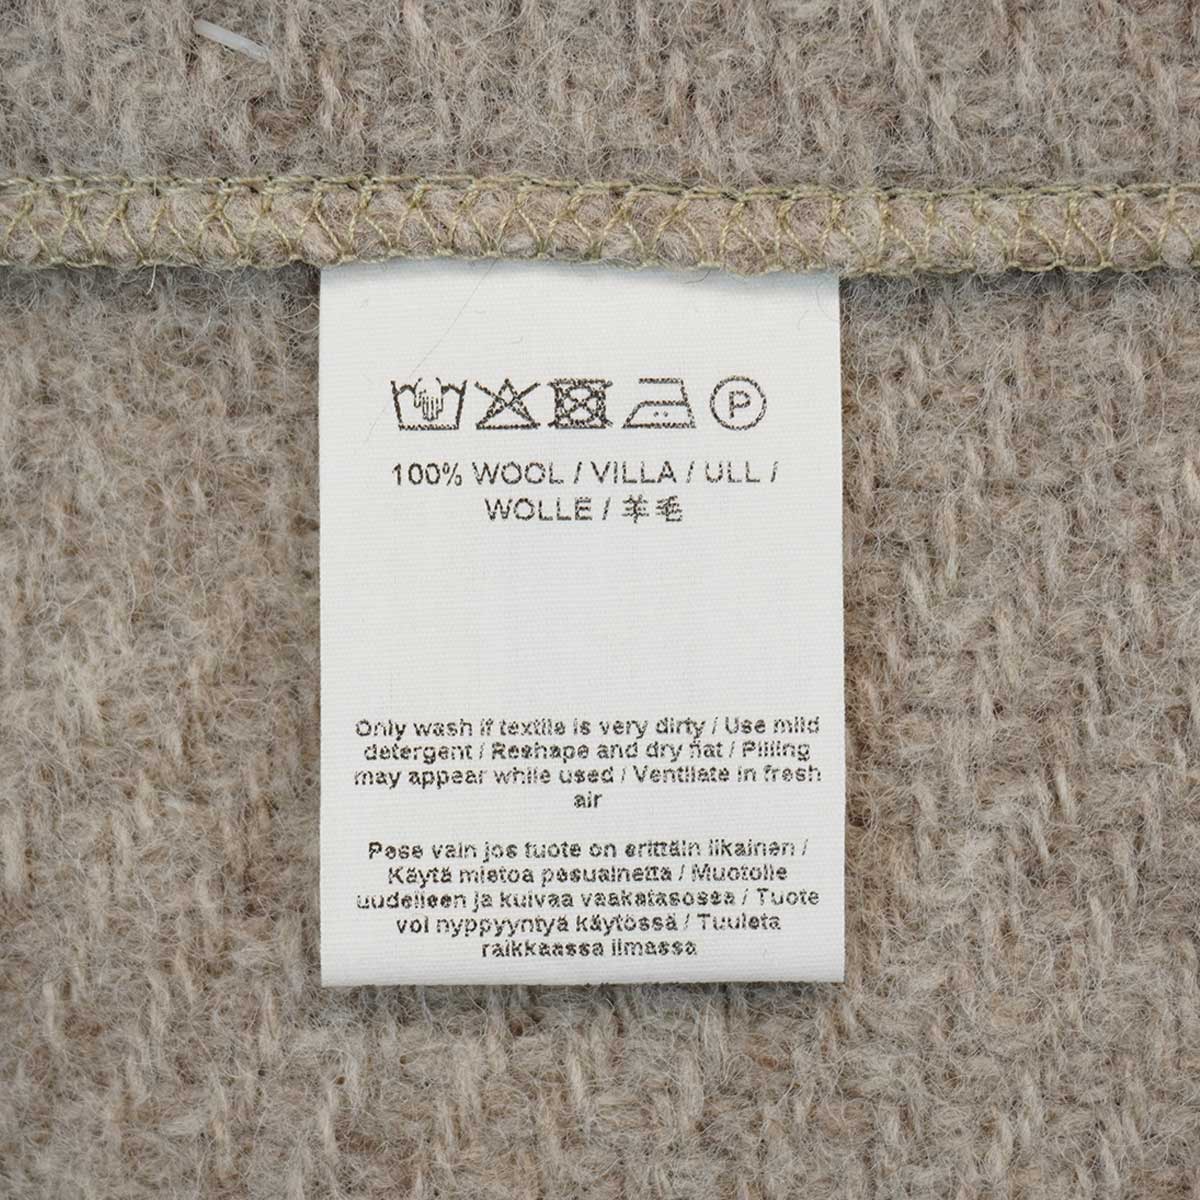 P
100% WOOL / VILLA / ULL /
WOLLE / 羊毛
Only wash if textile is very dirty / Use mild
detergent / Reshape and dry flat / Pilling
may appear while used / Ventilate in fresh
air
Pese vain jos tuote on erittäin likainen /
Käytä mietoa pesuainetta / Muotoile
uudelleen ja kuivaa vaakatasossa / Tuote
voi nyppyyntyä käytössä / Tuuleta
raikkaassa ilmassa